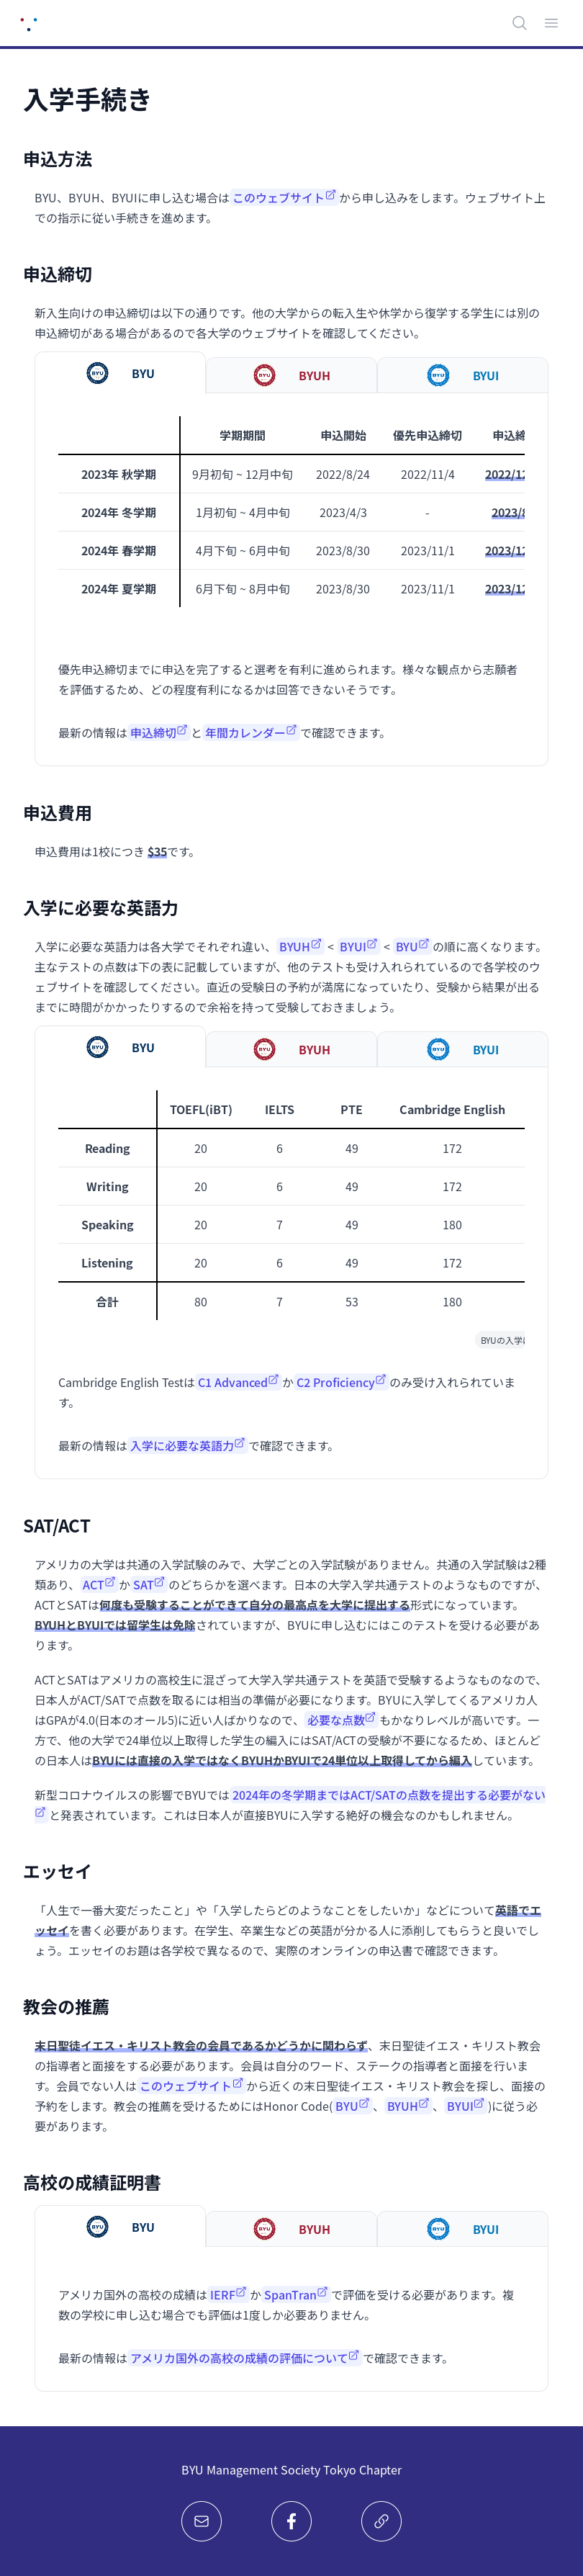 入学手続き
申込方法
BYU、BYUH、BYUIに申し込む場合はこのウェブサイトから申し込みをします。ウェブサイト上
での指示に従い手続きを進めます。
申込締切
新入生向けの申込締切は以下の通りです。他の大学からの転入生や休学から復学する学生には別の
申込締切がある場合があるので各大学のウェブサイトを確認してください。
BYU BYUH BYUI
学期期間 申込開始 優先申込締切 申込締
2023年 秋学期 9月初旬 ~ 12月中旬 2022/8/24 2022/11/4 2022/12
2024年 冬学期 1月初旬 ~ 4月中旬 2023/4/3 - 2023/8
2024年 春学期 4月下旬 ~ 6月中旬 2023/8/30 2023/11/1 2023/12
2024年 夏学期 6月下旬 ~ 8月中旬 2023/8/30 2023/11/1 2023/12
優先申込締切までに申込を完了すると選考を有利に進められます。様々な観点から志願者
を評価するため、どの程度有利になるかは回答できないそうです。
最新の情報は申込締切と年間カレンダーで確認できます。
申込費用
申込費用は1校につき $35です。
入学に必要な英語力
入学に必要な英語力は各大学でそれぞれ違い、BYUH < BYUI < BYUの順に高くなります。
主なテストの点数は下の表に記載していますが、他のテストも受け入れられているので各学校のウ
ェブサイトを確認してください。直近の受験日の予約が満席になっていたり、受験から結果が出る
までに時間がかかったりするので余裕を持って受験しておきましょう。
BYU BYUH BYUI
TOEFL(iBT) IELTS PTE Cambridge English
Reading 20 6 49 172
Writing 20 6 49 172
Speaking 20 7 49 180
Listening 20 6 49 172
合計 80 7 53 180
BYUの入学に
Cambridge English TestはC1 AdvancedかC2 Proficiencyのみ受け入れられていま
す。
最新の情報は入学に必要な英語力で確認できます。
SAT/ACT
アメリカの大学は共通の入学試験のみで、大学ごとの入学試験がありません。共通の入学試験は2種
類あり、ACTかSATのどちらかを選べます。日本の大学入学共通テストのようなものですが、
ACTとSATは何度も受験することができて自分の最高点を大学に提出する形式になっています。
BYUHとBYUIでは留学生は免除されていますが、BYUに申し込むにはこのテストを受ける必要があ
ります。
ACTとSATはアメリカの高校生に混ざって大学入学共通テストを英語で受験するようなものなので、
日本人がACT/SATで点数を取るには相当の準備が必要になります。BYUに入学してくるアメリカ人
はGPAが4.0(日本のオール5)に近い人ばかりなので、必要な点数もかなりレベルが高いです。一
方で、他の大学で24単位以上取得した学生の編入にはSAT/ACTの受験が不要になるため、ほとんど
の日本人はBYUには直接の入学ではなくBYUHかBYUIで24単位以上取得してから編入しています。
新型コロナウイルスの影響でBYUでは2024年の冬学期まではACT/SATの点数を提出する必要がない
と発表されています。これは日本人が直接BYUに入学する絶好の機会なのかもしれません。
エッセイ
「人生で一番大変だったこと」や「入学したらどのようなことをしたいか」などについて英語でエ
ッセイを書く必要があります。在学生、卒業生などの英語が分かる人に添削してもらうと良いでし
ょう。エッセイのお題は各学校で異なるので、実際のオンラインの申込書で確認できます。
教会の推薦
末日聖徒イエス・キリスト教会の会員であるかどうかに関わらず、末日聖徒イエス・キリスト教会
の指導者と面接をする必要があります。会員は自分のワード、ステークの指導者と面接を行いま
す。会員でない人はこのウェブサイトから近くの末日聖徒イエス・キリスト教会を探し、面接の
予約をします。教会の推薦を受けるためにはHonor Code(BYU、BYUH、BYUI)に従う必
要があります。
高校の成績証明書
BYU BYUH BYUI
アメリカ国外の高校の成績はIERFかSpanTranで評価を受ける必要があります。複
数の学校に申し込む場合でも評価は1度しか必要ありません。
最新の情報はアメリカ国外の高校の成績の評価についてで確認できます。
BYU Management Society Tokyo Chapter